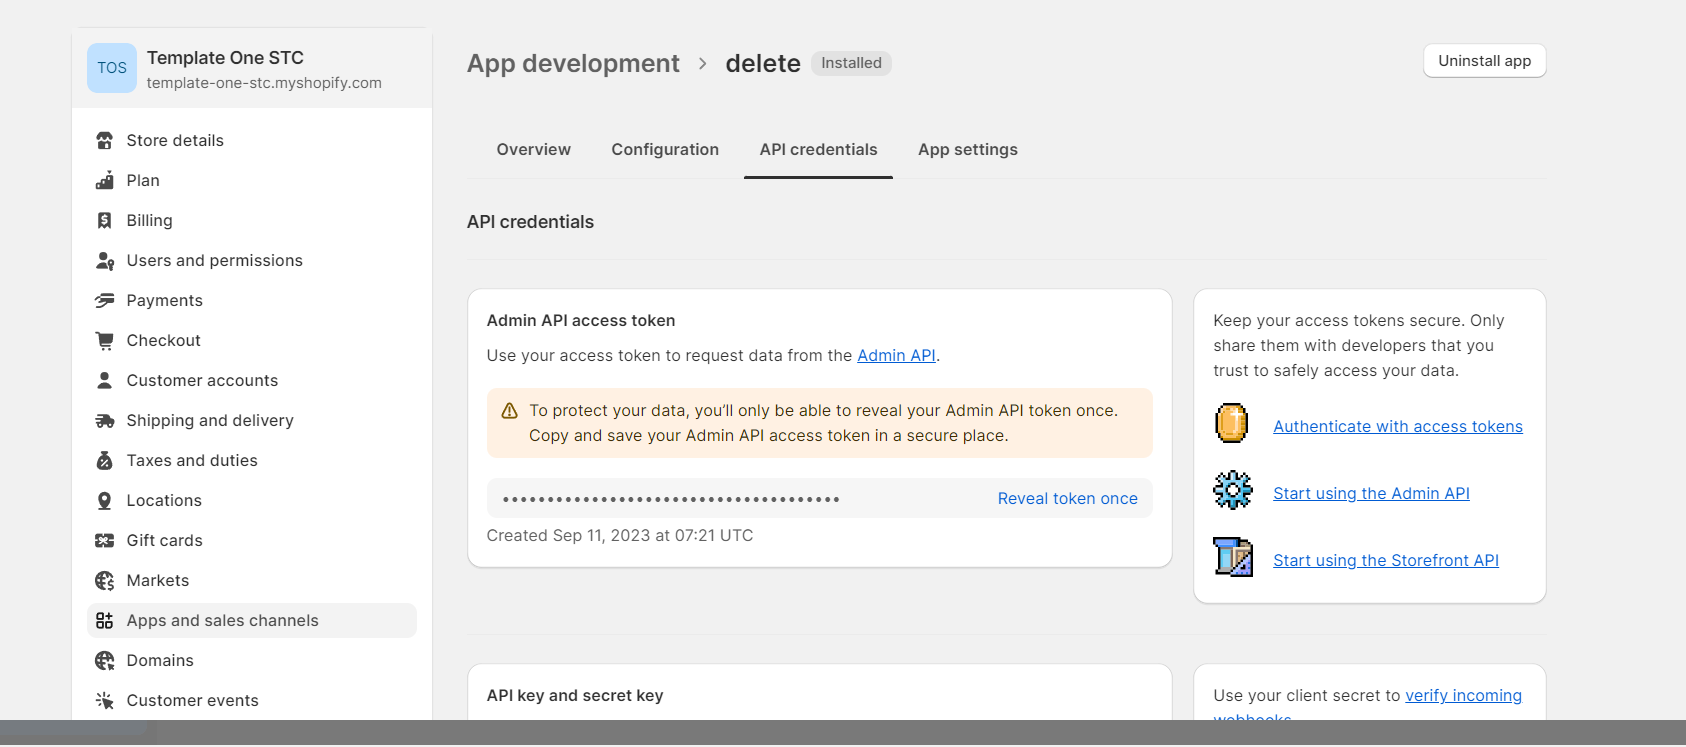 TOS
Template One STC
template-one-stc.myshopify.com
Store details
Plan
Billing
Users and permissions
Payments
Checkout
Customer accounts
Shipping and delivery
Taxes and duties
Locations
Gift cards
Markets
Apps and sales channels
Domains
Customer events
App development > delete Installed
Uninstall app
Overview Configuration API credentials App settings
API credentials
Admin API access token
Use your access token to request data from the Admin API.
To protect your data, you’ll only be able to reveal your Admin API token once.
Copy and save your Admin API access token in a secure place.
•••••••••••••••••••••••••••••••••••••• Reveal token once
Created Sep 11, 2023 at 07:21 UTC
Keep your access tokens secure. Only
share them with developers that you
trust to safely access your data.
Authenticate with access tokens
Start using the Admin API
Start using the Storefront API
API key and secret key
Use your client secret to verify incoming
webhooks